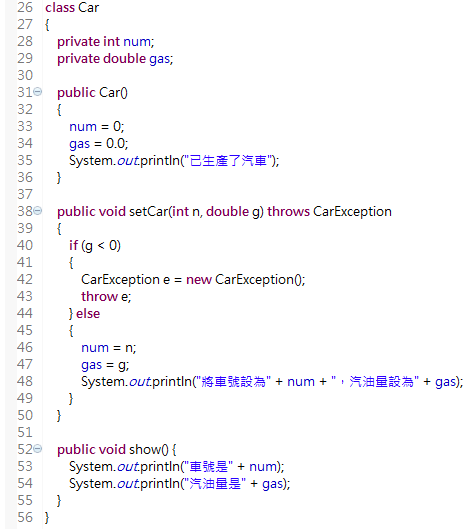 26 class Car
27 {
28 private int num;
29 private double gas;
30
31 public Car()
32 {
33 num = 0;
34 gas = 0.0;
35 System.out.println("已生產了汽車");
36 }
37
38 public void setCar(int n, double g) throws CarException
39 {
40 if (g < 0)
41 {
42 CarException e = new CarException();
43 throw e;
44 } else
45 {
46 num = n;
47 gas = g;
48 System.out.println("將車號設為" + num + "，汽油量設為" + gas);
49 }
50 }
51
52 public void show() {
53 System.out.println("車號是" + num);
54 System.out.println("汽油量是" + gas);
55 }
56 }